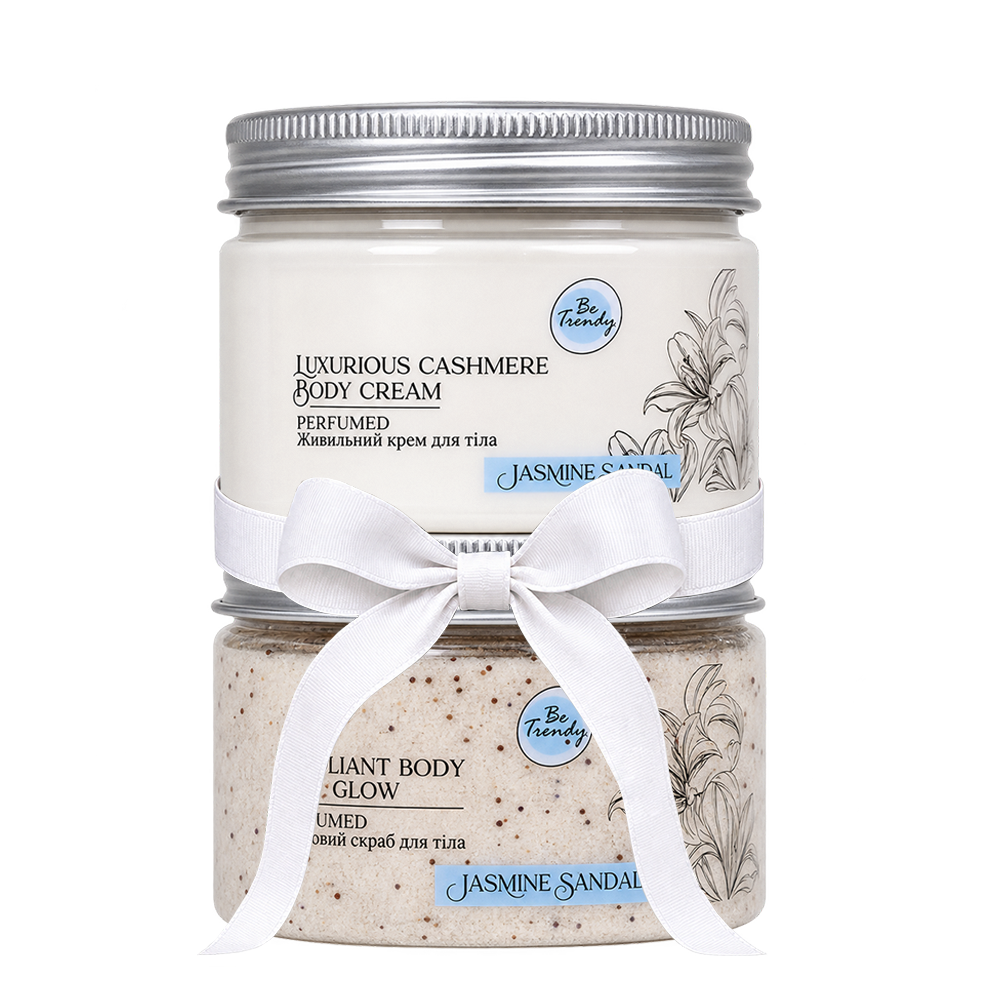 Be
Trendy
LUXURIOUS CASHMERE
BODY CREAM
PERFUMED
Живильний крем для тіла
JASMINE SANDAL
Be
Trendy
LIANT BODY
GLOW
UMED
овий скраб для тіла
JASMINE SANDAL